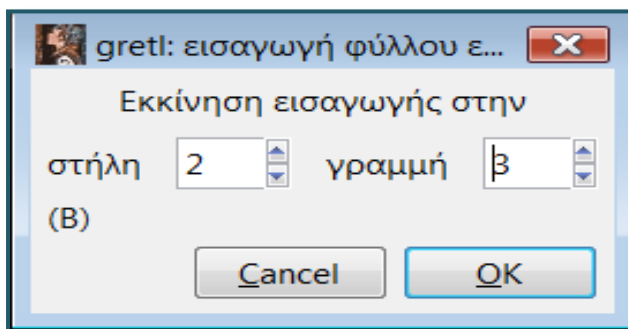 gretl: εισαγωγή φύλλου ε...
Εκκίνηση εισαγωγής στην
στήλη 2 γραμμή 3
(B)
Cancel OK